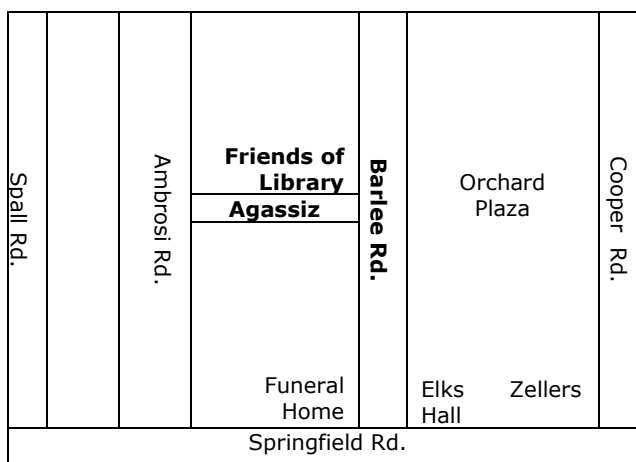 Spall Rd.
Ambrosi Rd.
Friends of
Library
Agassiz
Barlee Rd.
Orchard
Plaza
Cooper Rd.
Funeral
Home
Elks Zellers
Hall
Springfield Rd.